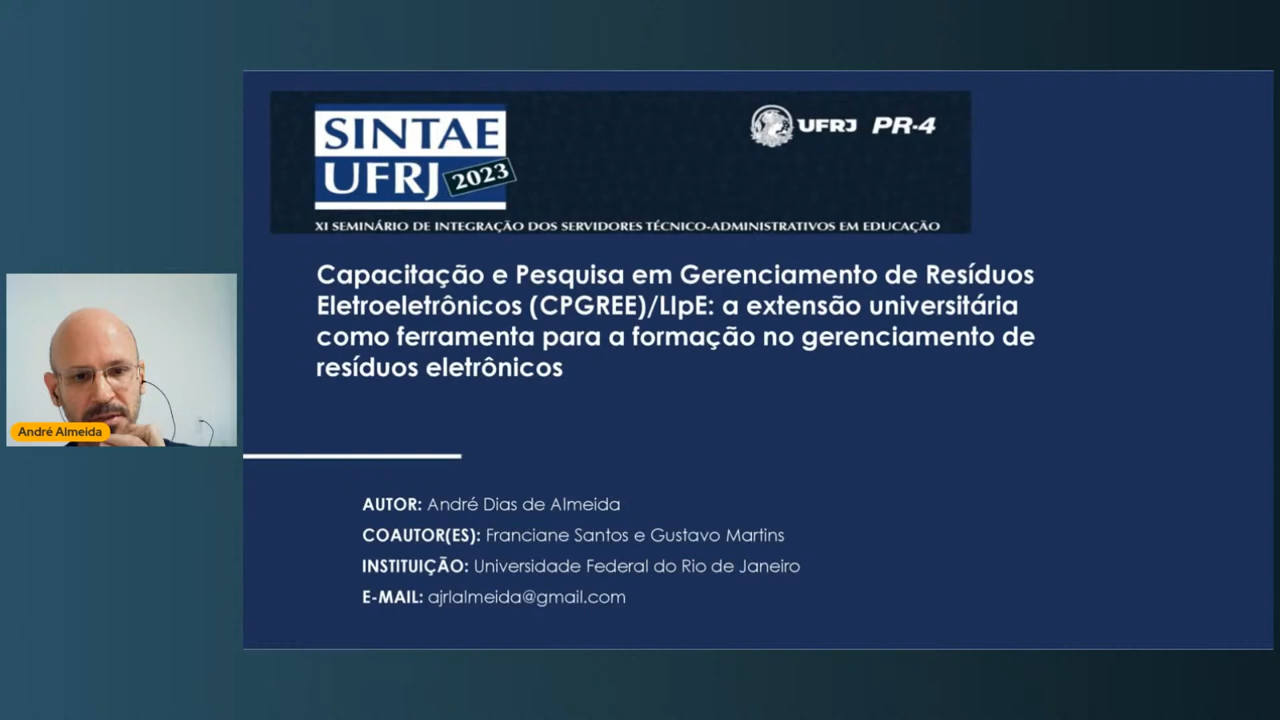 SINTAE
UFRJ 2023
UFRJ PR-4
XI SEMINÁRIO DE INTEGRAÇÃO DOS SERVIDORES TÉCNICO-ADMINISTRATIVOS EM EDUCAÇÃO
Capacitação e Pesquisa em Gerenciamento de Resíduos
Eletroeletrônicos (CPGREE)/LIpE: a extensão universitária
como ferramenta para a formação no gerenciamento de
resíduos eletrônicos
André Almeida
AUTOR: André Dias de Almeida
COAUTOR(ES): Franciane Santos e Gustavo Martins
INSTITUIÇÃO: Universidade Federal do Rio de Janeiro
E-MAIL: ajrlalmeida@gmail.com